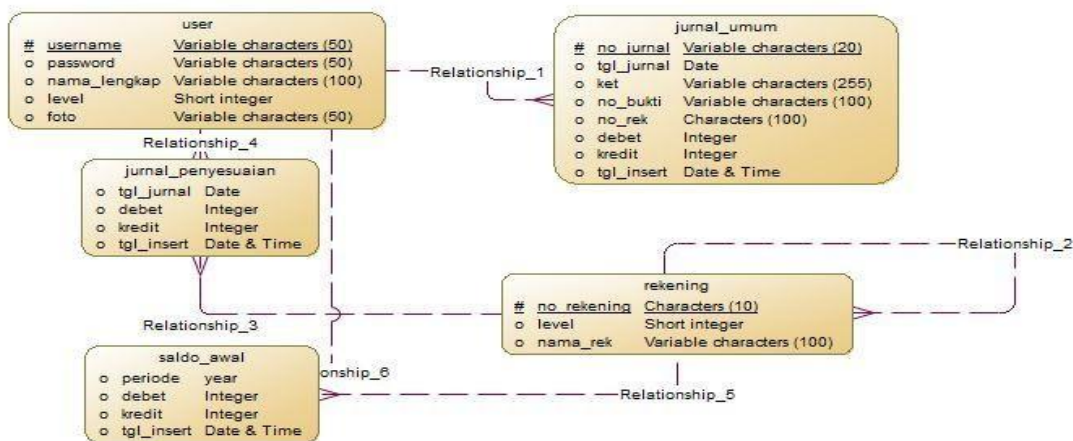 user
# username Variable characters (50)
o password Variable characters (50)
o nama_lengkap Variable characters (100)
o level Short integer
o foto Variable characters (50)
Relationship_1
jurnal_umum
# no_jurnal Variable characters (20)
o tgl_jurnal Date
o ket Variable characters (255)
o no_bukti Variable characters (100)
o no_rek Characters (100)
o debet Integer
o kredit Integer
o tgl_insert Date & Time
Relationship_4
jurnal_penyesuaian
o tgl_jurnal Date
o debet Integer
o kredit Integer
o tgl_insert Date & Time
Relationship_2
rekening
# no_rekening Characters (10)
o level Short integer
o nama_rek Variable characters (100)
Relationship_3
saldo_awal
o periode year
o debet Integer
o kredit Integer
o tgl_insert Date & Time
onship_6
Relationship_5